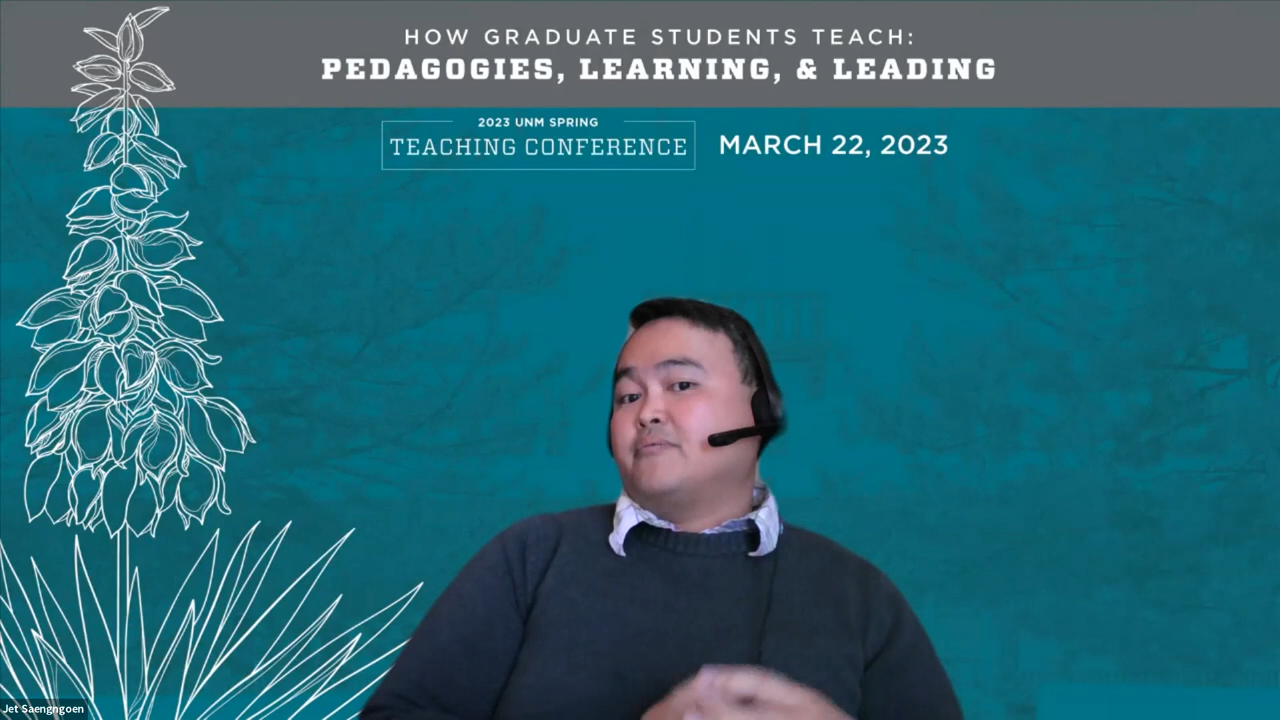 HOW GRADUATE STUDENTS TEACH:
PEDAGOGIES, LEARNING, & LEADING
2023 UNM SPRING
TEACHING CONFERENCE
MARCH 22, 2023
Jet Saengngoen